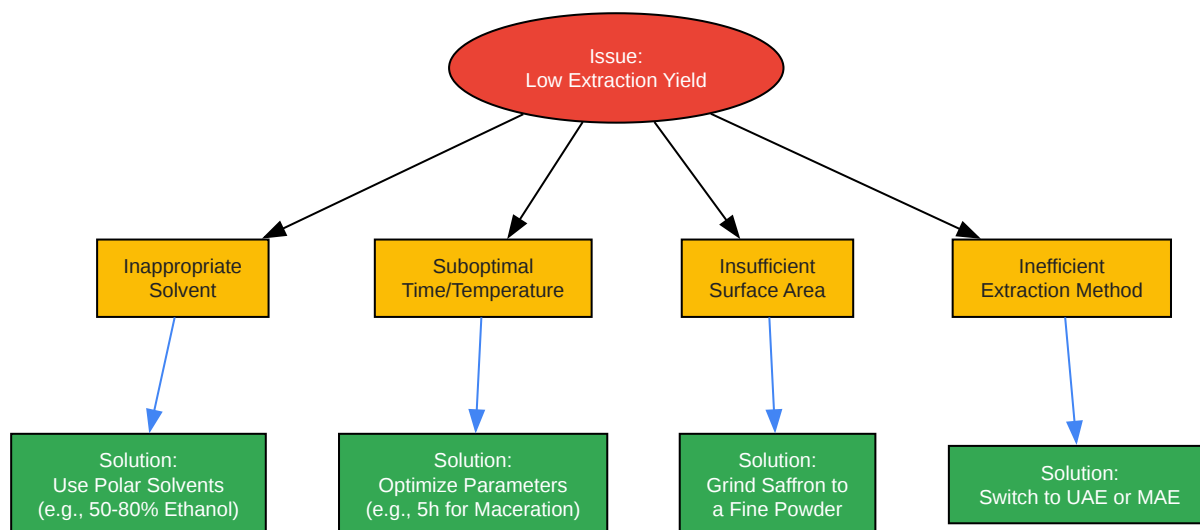 Issue:
Low Extraction Yield
Inappropriate
Solvent
Suboptimal
Time/Temperature
Insufficient
Surface Area
Inefficient
Extraction Method
Solution:
Use Polar Solvents
(e.g., 50-80% Ethanol)
Solution:
Optimize Parameters
(e.g., 5h for Maceration)
Solution:
Grind Saffron to
a Fine Powder
Solution:
Switch to UAE or MAE